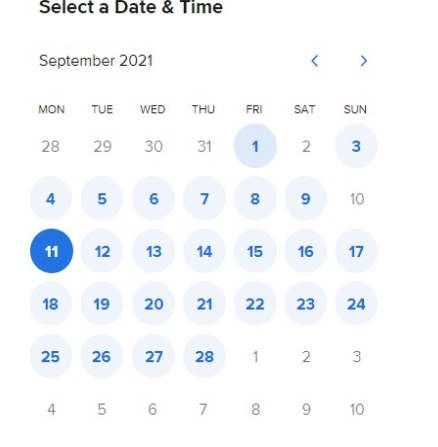 Select a Date & Time
September 2021
MON TUE WED THU FRI SAT SUN
28 29 30 31 1 2 3
4 5 6 7 8 9 10
11 12 13 14 15 16 17
18 19 20 21 22 23 24
25 26 27 28 1 2 3
4 5 6 7 8 9 10